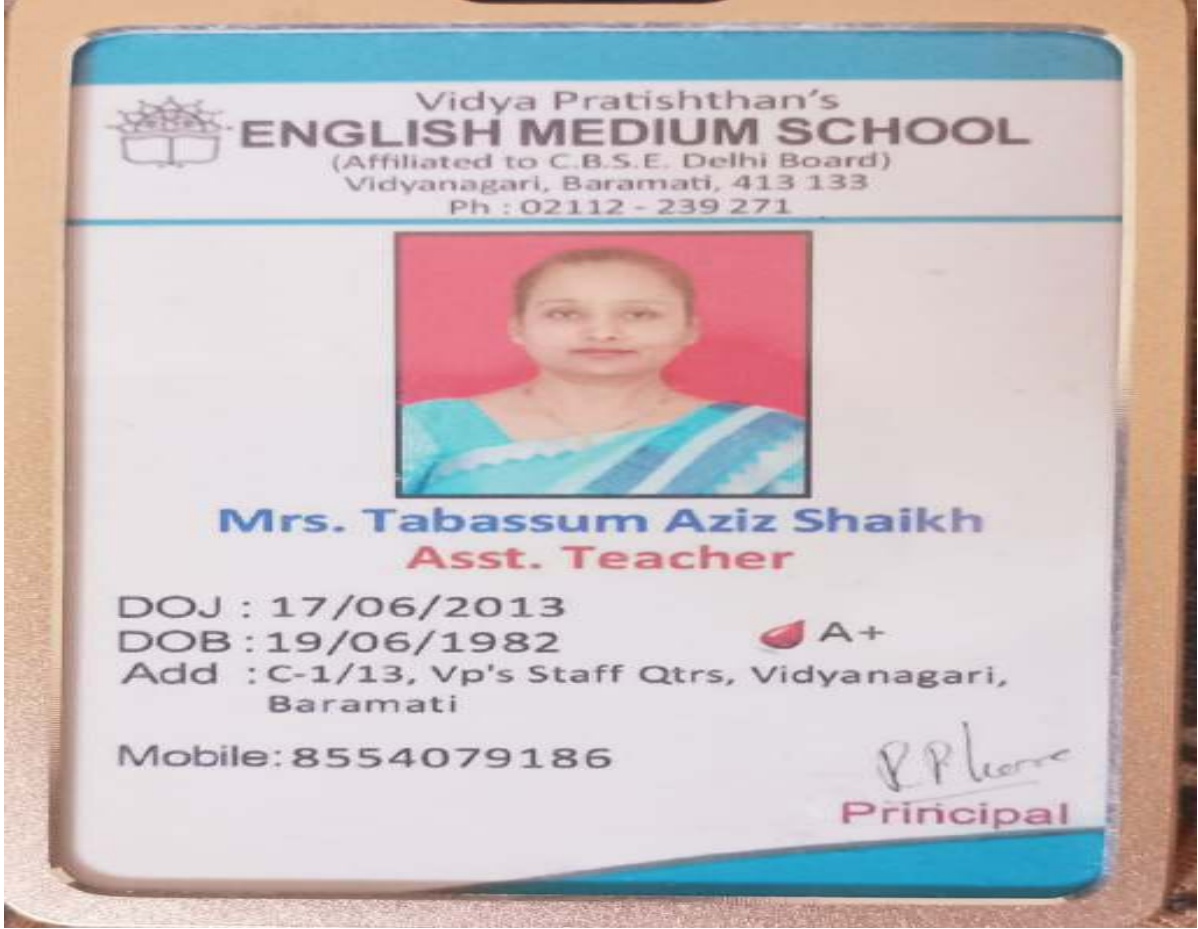 Vidya Pratishthan's
ENGLISH MEDIUM SCHOOL
(Affiliated to C.B.S.E. Delhi Board)
Vidyanagari, Baramati, 413 133
Ph : 02112 - 239 271
Mrs. Tabassum Aziz Shaikh
Asst. Teacher
DOJ : 17/06/2013
DOB : 19/06/1982
A+
Add : C-1/13, Vp's Staff Qtrs, Vidyanagari,
Baramati
Mobile: 8554079186
Principal